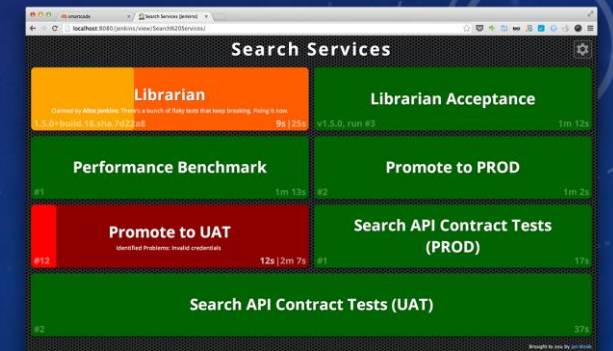 smartcode
Search Services [Jenkins]
localhost:8080/jenkins/view/Search%20Services/
Search Services
Librarian
Claimed by Alice Jenkins: There's a bunch of flaky tests that keep breaking. Fixing it now.
1.5.0+build.18.sha.7d22a8
9s|25s
Librarian Acceptance
v1.5.0, run #3
1m 12s
Performance Benchmark
#1
1m 13s
Promote to PROD
#2
1m 2s
Promote to UAT
Identified Problems: Invalid credentials
#12
12s|2m 7s
Search API Contract Tests
(PROD)
#1
17s
Search API Contract Tests (UAT)
#2
37s
Brought to you by Jan Molak